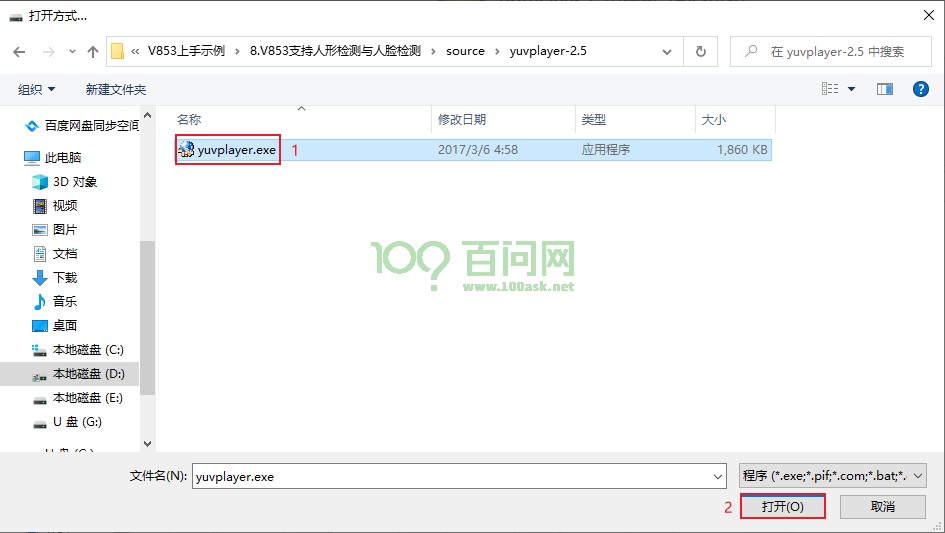 打开方式...
« V853上手示例 › 8.V853支持人形检测与人脸检测 › source › yuvplayer-2.5
在 yuvplayer-2.5 中搜索
组织 新建文件夹
名称 修改日期 类型 大小
yuvplayer.exe 1 2017/3/6 4:58 应用程序 1,860 KB
百度网盘同步空间
此电脑
3D 对象
视频
图片
文档
下载
音乐
桌面
本地磁盘 (C:)
本地磁盘 (D:)
本地磁盘 (E:)
U 盘 (G:)
100? 百问网
www.100ask.net
文件名(N): yuvplayer.exe 程序 (*.exe;*.pif;*.com;*.bat;*.
2 打开(O) 取消